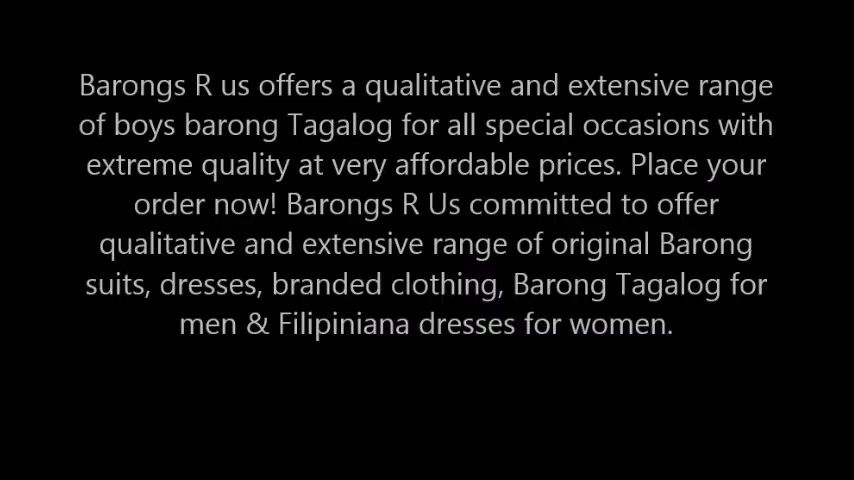 Barongs R us offers a qualitative and extensive range
of boys barong Tagalog for all special occasions with
extreme quality at very affordable prices. Place your
order now! Barongs R Us committed to offer
qualitative and extensive range of original Barong
suits, dresses, branded clothing, Barong Tagalog for
men & Filipiniana dresses for women.